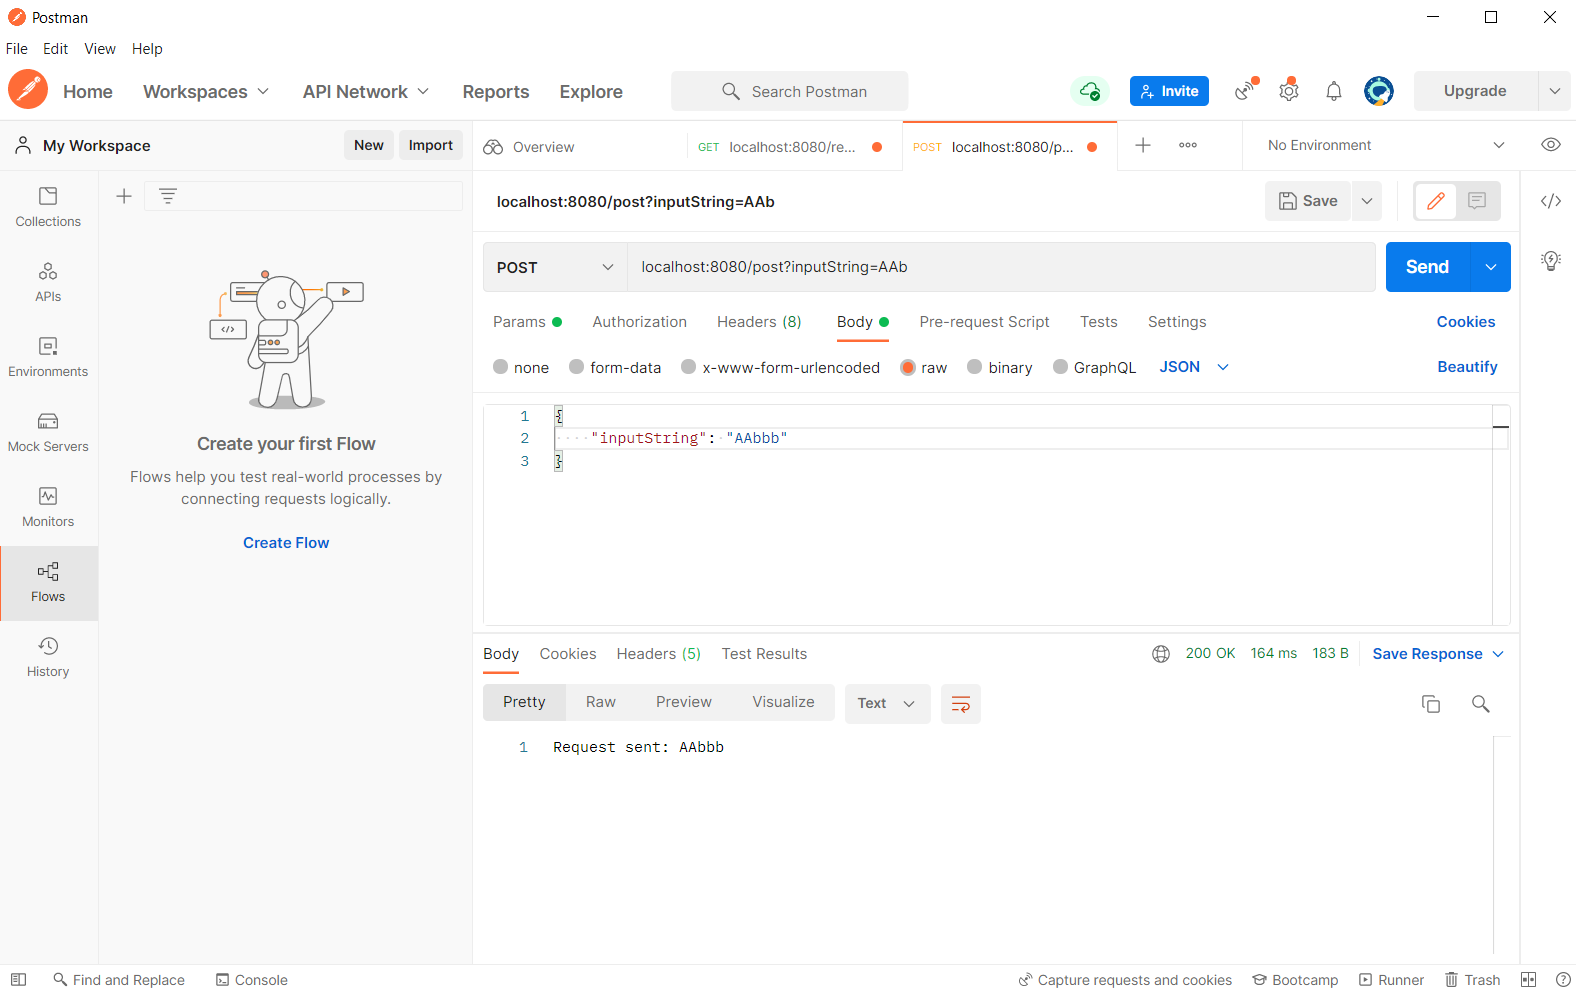 Postman
File Edit View Help
Home Workspaces API Network Reports Explore Search Postman Invite Upgrade
My Workspace New Import Overview GET localhost:8080/re... POST localhost:8080/p... No Environment
Collections
APIs
Environments
Mock Servers
Monitors
Flows
History
</>
Create your first Flow
Flows help you test real-world processes by
connecting requests logically.
Create Flow
localhost:8080/post?inputString=AAb Save </>
POST localhost:8080/post?inputString=AAb Send
Params Authorization Headers (8) Body Pre-request Script Tests Settings Cookies
none form-data x-www-form-urlencoded raw binary GraphQL JSON Beautify
1 {
2 "inputString": "AAbbb"
3 }
Body Cookies Headers (5) Test Results 200 OK 164 ms 183 B Save Response
Pretty Raw Preview Visualize Text
1 Request sent: AAbbb
Find and Replace Console Capture requests and cookies Bootcamp Runner Trash